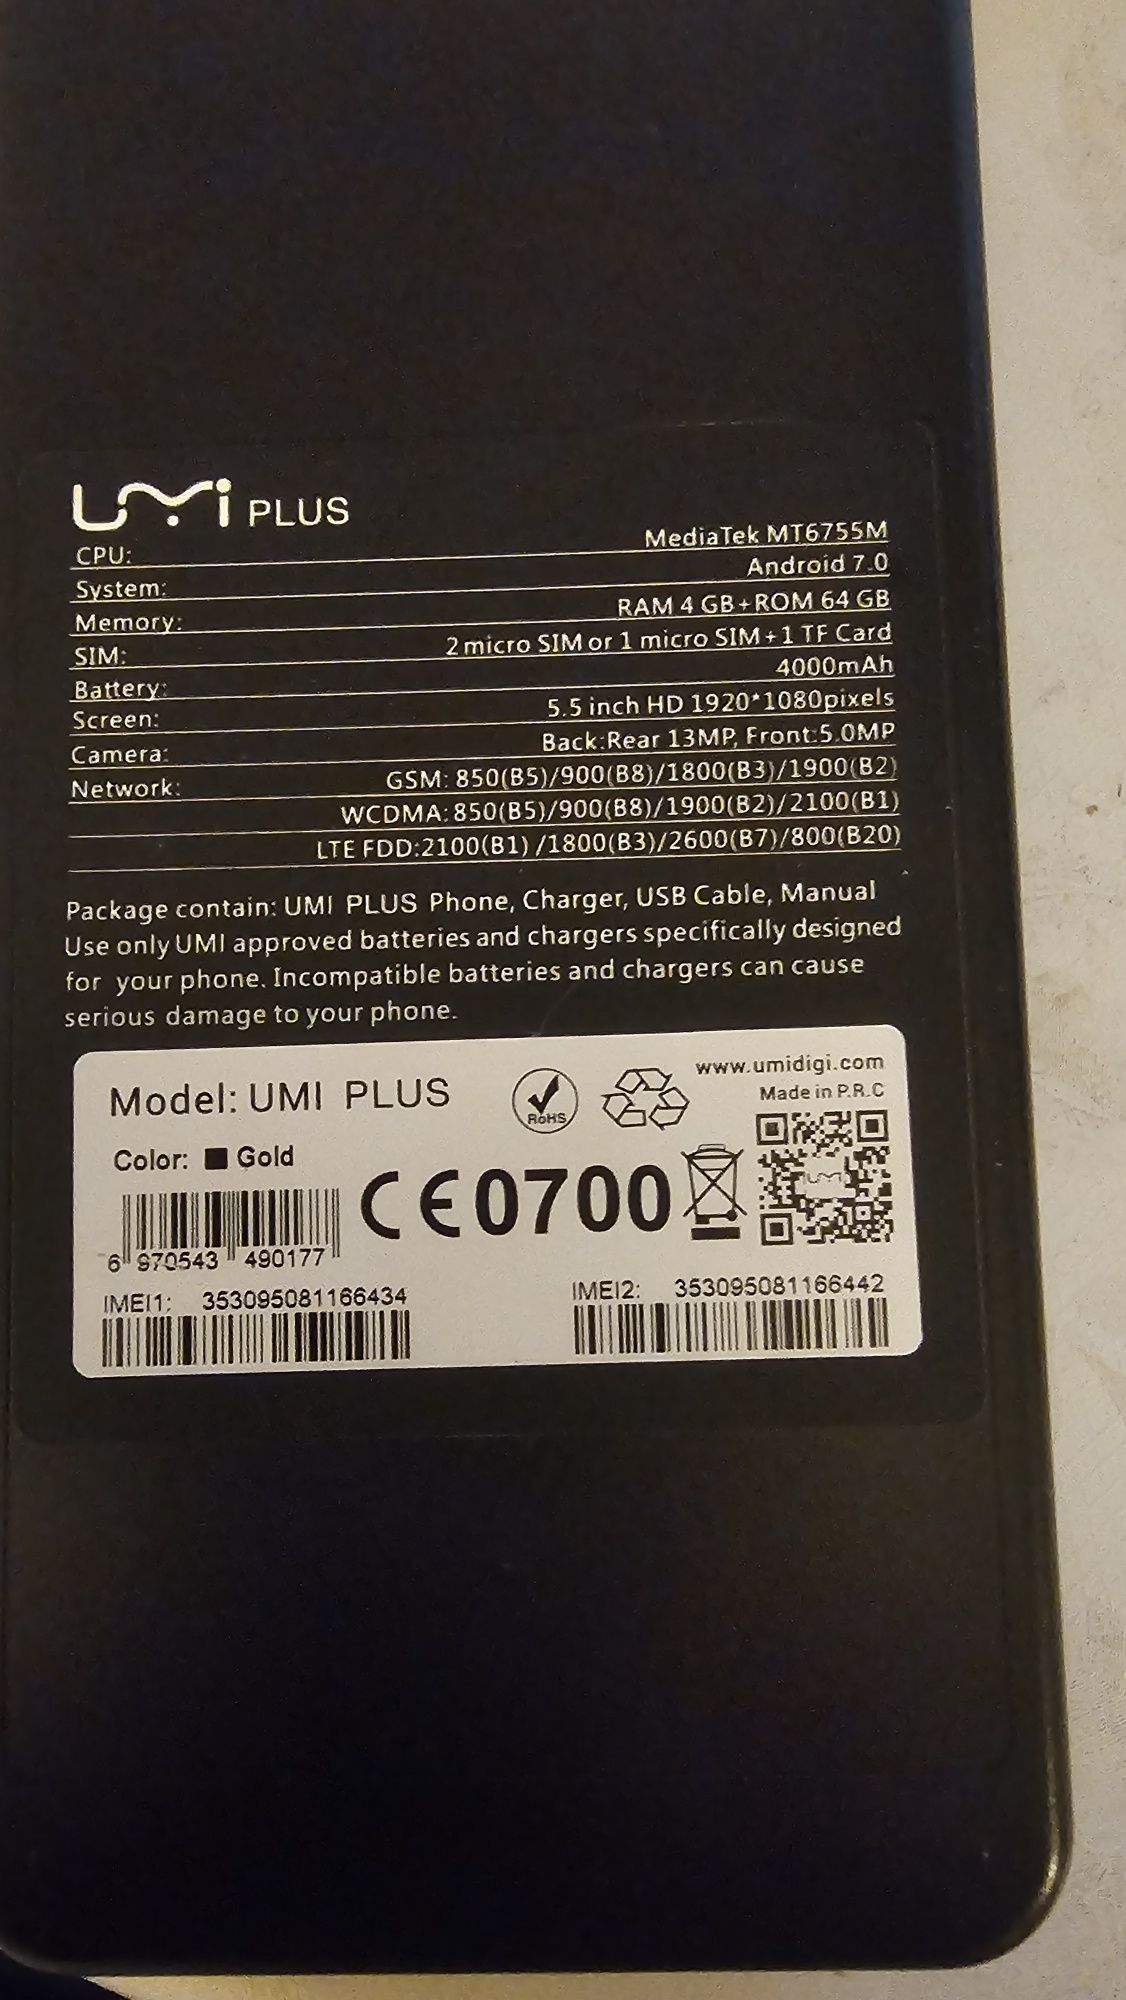 UMi PLUS
CPU: MediaTek MT6755M
System: Android 7.0
Memory: RAM 4 GB+ROM 64 GB
SIM: 2 micro SIM or 1 micro SIM+1 TF Card
Battery: 4000mAh
Screen: 5.5 inch HD 1920*1080pixels
Camera: Back:Rear 13MP, Front:5.0MP
Network: GSM: 850(B5)/900(B8)/1800(B3)/1900(B2)
WCDMA:850(B5)/900(B8)/1900(B2)/2100(B1)
LTE FDD:2100(B1) /1800(B3)/2600(B7)/800(B20)
Package contain: UMI PLUS Phone, Charger, USB Cable, Manual
Use only UMI approved batteries and chargers specifically designed
for your phone. Incompatible batteries and chargers can cause
serious damage to your phone.
Model: UMI PLUS
RoHS
www.umidigi.com
Made in P.R.C
Color: ■ Gold
CE0700
UMi
6 970543 490177
IMEI1: 353095081166434
IMEI2: 353095081166442